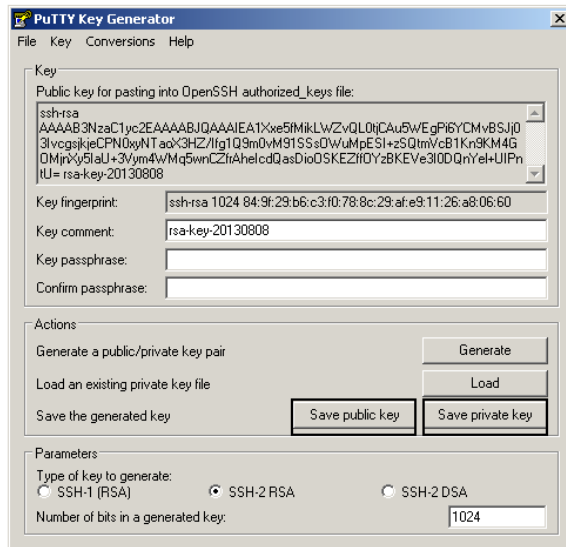 PuTTY Key Generator
File Key Conversions Help
Key
Public key for pasting into OpenSSH authorized_keys file:
ssh-rsa
AAAAB3NzaC1yc2EAAAABJQAAAIEA1Xxe5fMikLWZvQL0tjCAu5WEgPi6YCMvBSJj0
3IvcgsjkjeCPN0xyNTaoX3HZ/Ifg1Q9m0vM91SSsOWuMpESI+zSQtmVcB1Kn9KM4G
OMjnXy5IaU+3Vym4WMq5wnCZfrAhelcdQasDioOSKEZffOYzBKEVe3I0DQnYeI+UIPn
tU= rsa-key-20130808
Key fingerprint: ssh-rsa 1024 84:9f:29:b6:c3:f0:78:8c:29:af:e9:11:26:a8:06:60
Key comment: rsa-key-20130808
Key passphrase:
Confirm passphrase:
Actions
Generate a public/private key pair Generate
Load an existing private key file Load
Save the generated key Save public key Save private key
Parameters
Type of key to generate:
SSH-1 (RSA) SSH-2 RSA SSH-2 DSA
Number of bits in a generated key: 1024